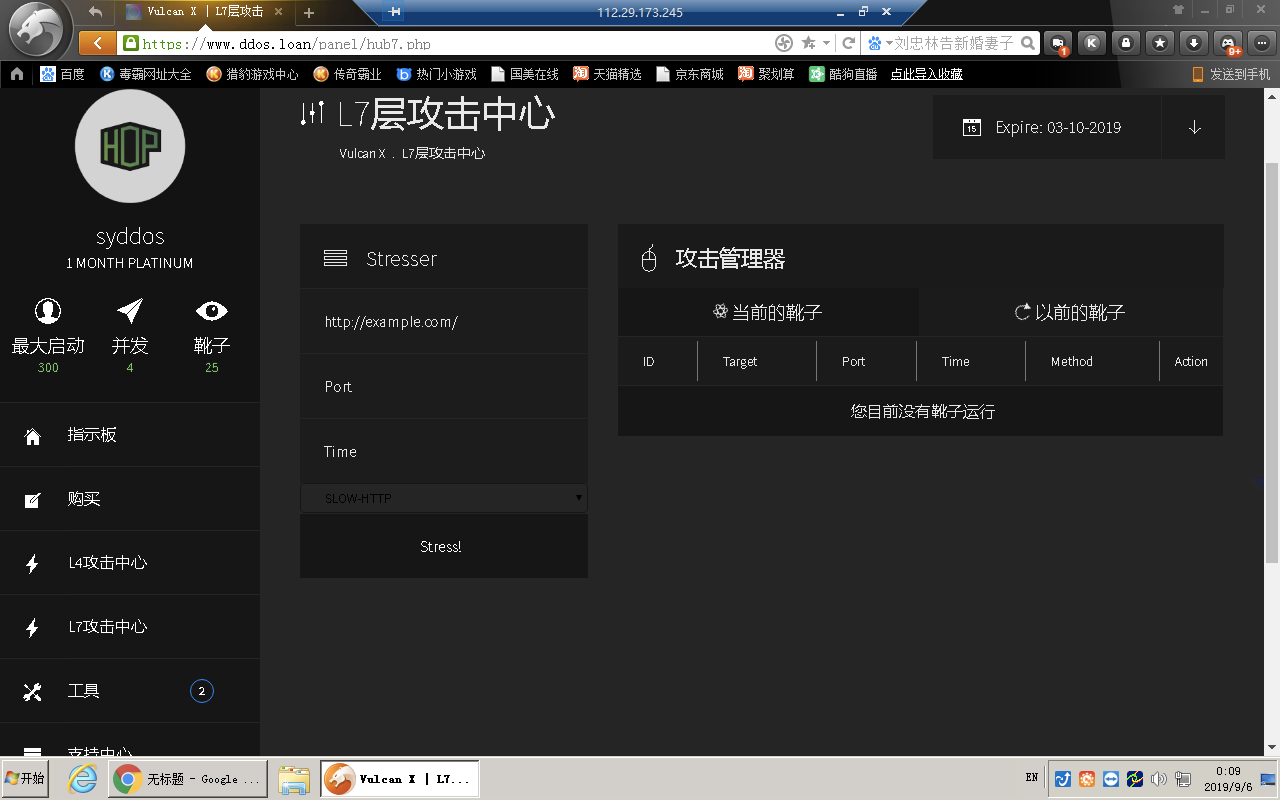 Vulcan X | L7层攻击
112.29.173.245
https://www.ddos.loan/panel/hub7.php
刘忠林告新婚妻子
1
K
9+
百度
毒霸网址大全
猎豹游戏中心
传奇霸业
热门小游戏
国美在线
淘 天猫精选
京东商城
淘 聚划算
酷狗直播
点此导入收藏
发送到手机
HOP
syddos
1 MONTH PLATINUM
最大启动 并发 靴子
300 4 25
指示板
购买
L4攻击中心
L7攻击中心
工具 2
支持中心
L7层攻击中心
Vulcan X . L7层攻击中心
15 Expire: 03-10-2019
Stresser
http://example.com/
Port
Time
SLOW-HTTP
Stress!
攻击管理器
当前的靴子 以前的靴子
ID Target Port Time Method Action
您目前没有靴子运行
开始
无标题 - Google ...
Vulcan X | L7...
EN
0:09
2019/9/6